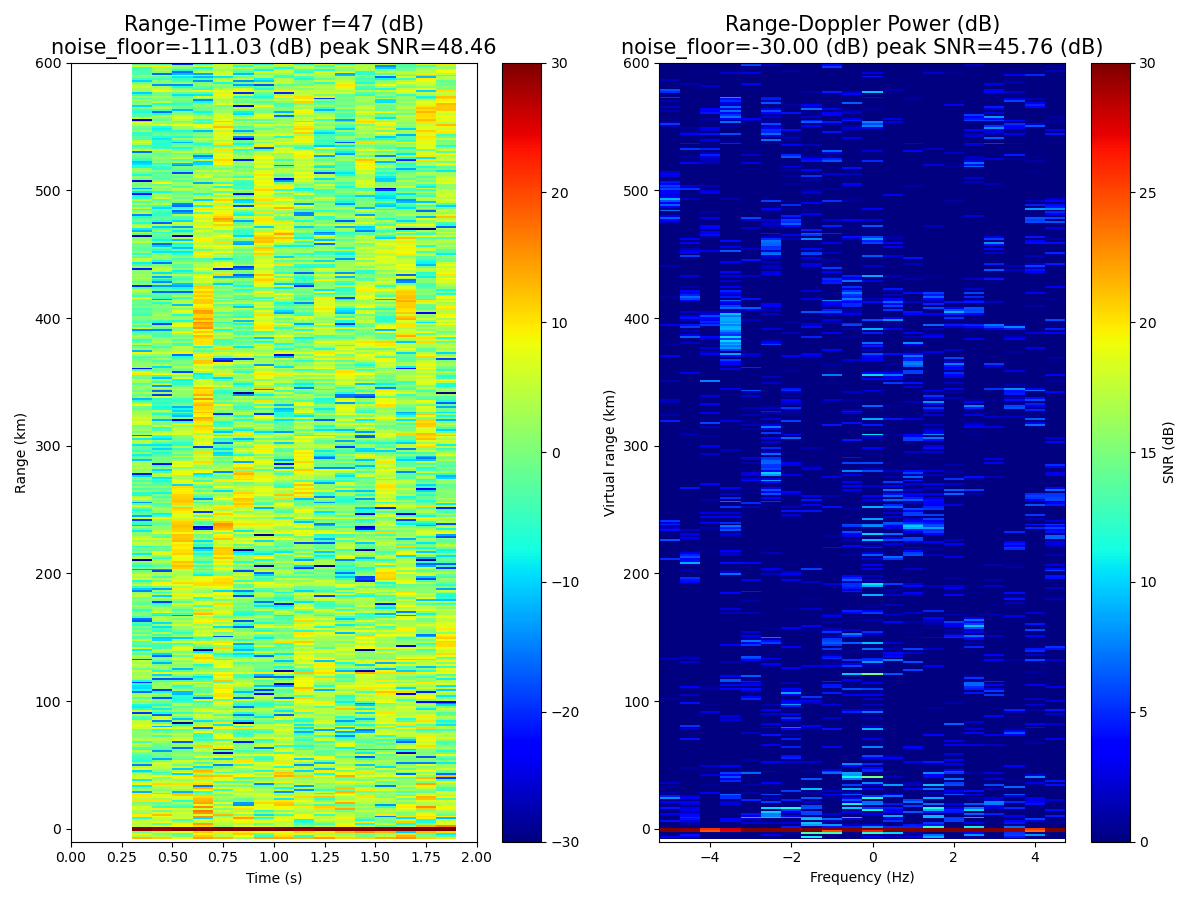 Range-Time Power f=47 (dB)
noise_floor=-111.03 (dB) peak SNR=48.46
600
500
400
300
200
100
0
Range (km)
0.00 0.25 0.50 0.75 1.00 1.25 1.50 1.75 2.00
Time (s)
30
20
10
0
−10
−20
−30
Range-Doppler Power (dB)
noise_floor=-30.00 (dB) peak SNR=45.76 (dB)
600
500
400
300
200
100
0
Virtual range (km)
−4 −2 0 2 4
Frequency (Hz)
30
25
20
15
10
5
0
SNR (dB)